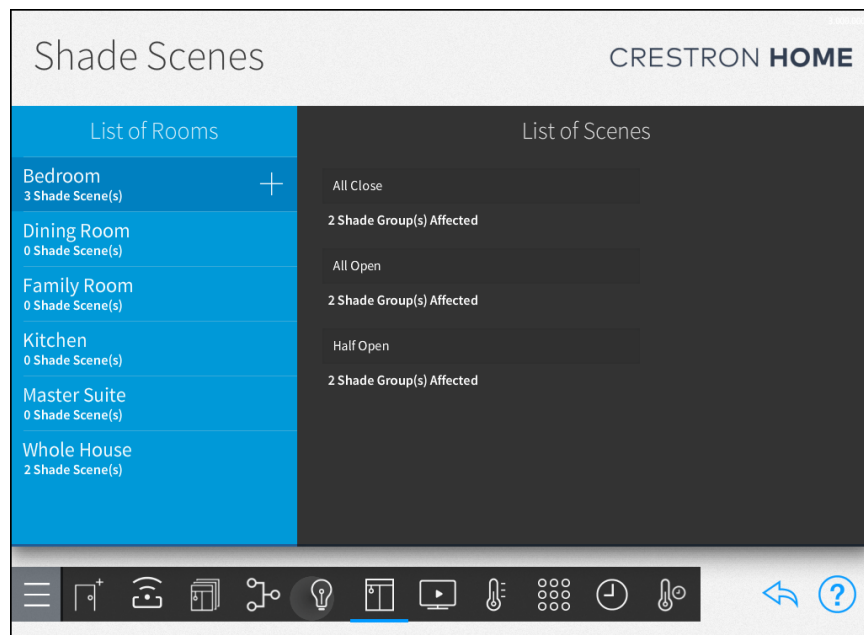 Shade Scenes
CRESTRON HOME
List of Rooms
Bedroom
3 Shade Scene(s)
Dining Room
0 Shade Scene(s)
Family Room
0 Shade Scene(s)
Kitchen
0 Shade Scene(s)
Master Suite
0 Shade Scene(s)
Whole House
2 Shade Scene(s)
List of Scenes
All Close
2 Shade Group(s) Affected
All Open
2 Shade Group(s) Affected
Half Open
2 Shade Group(s) Affected
?